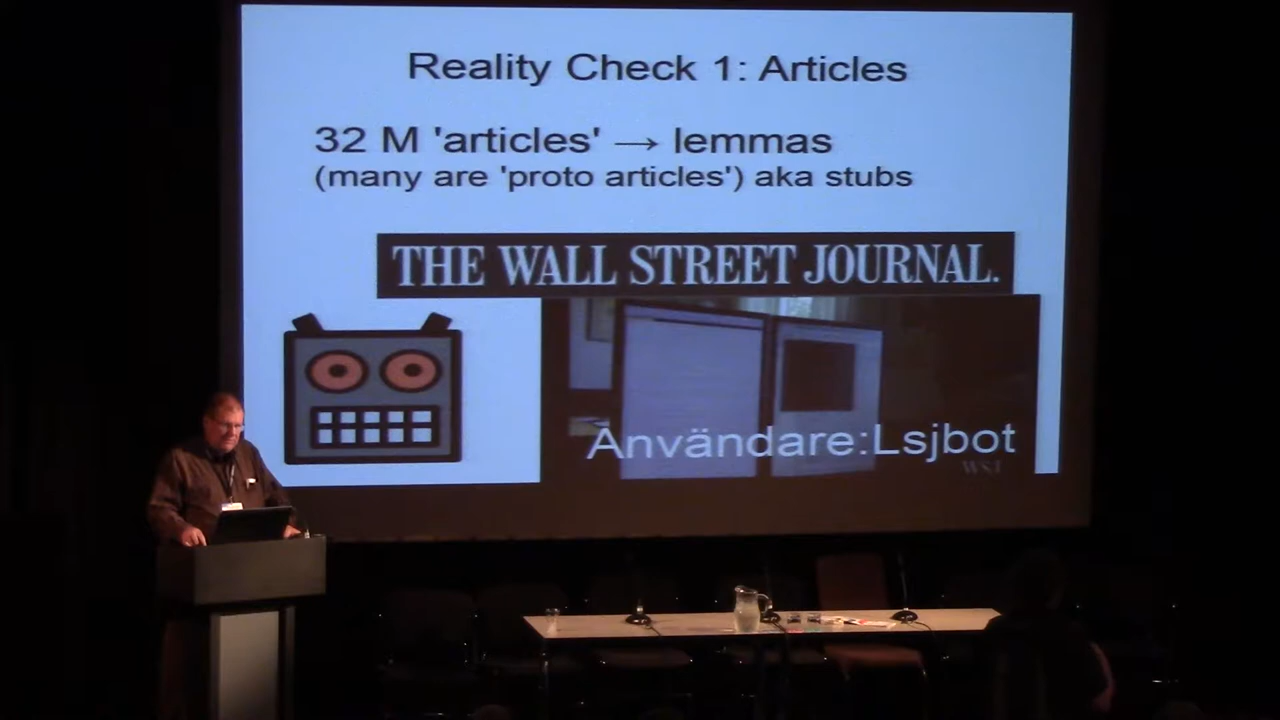 Reality Check 1: Articles
32 M 'articles' → lemmas
(many are 'proto articles') aka stubs
THE WALL STREET JOURNAL.
Användare:Lsjbot
WSJ